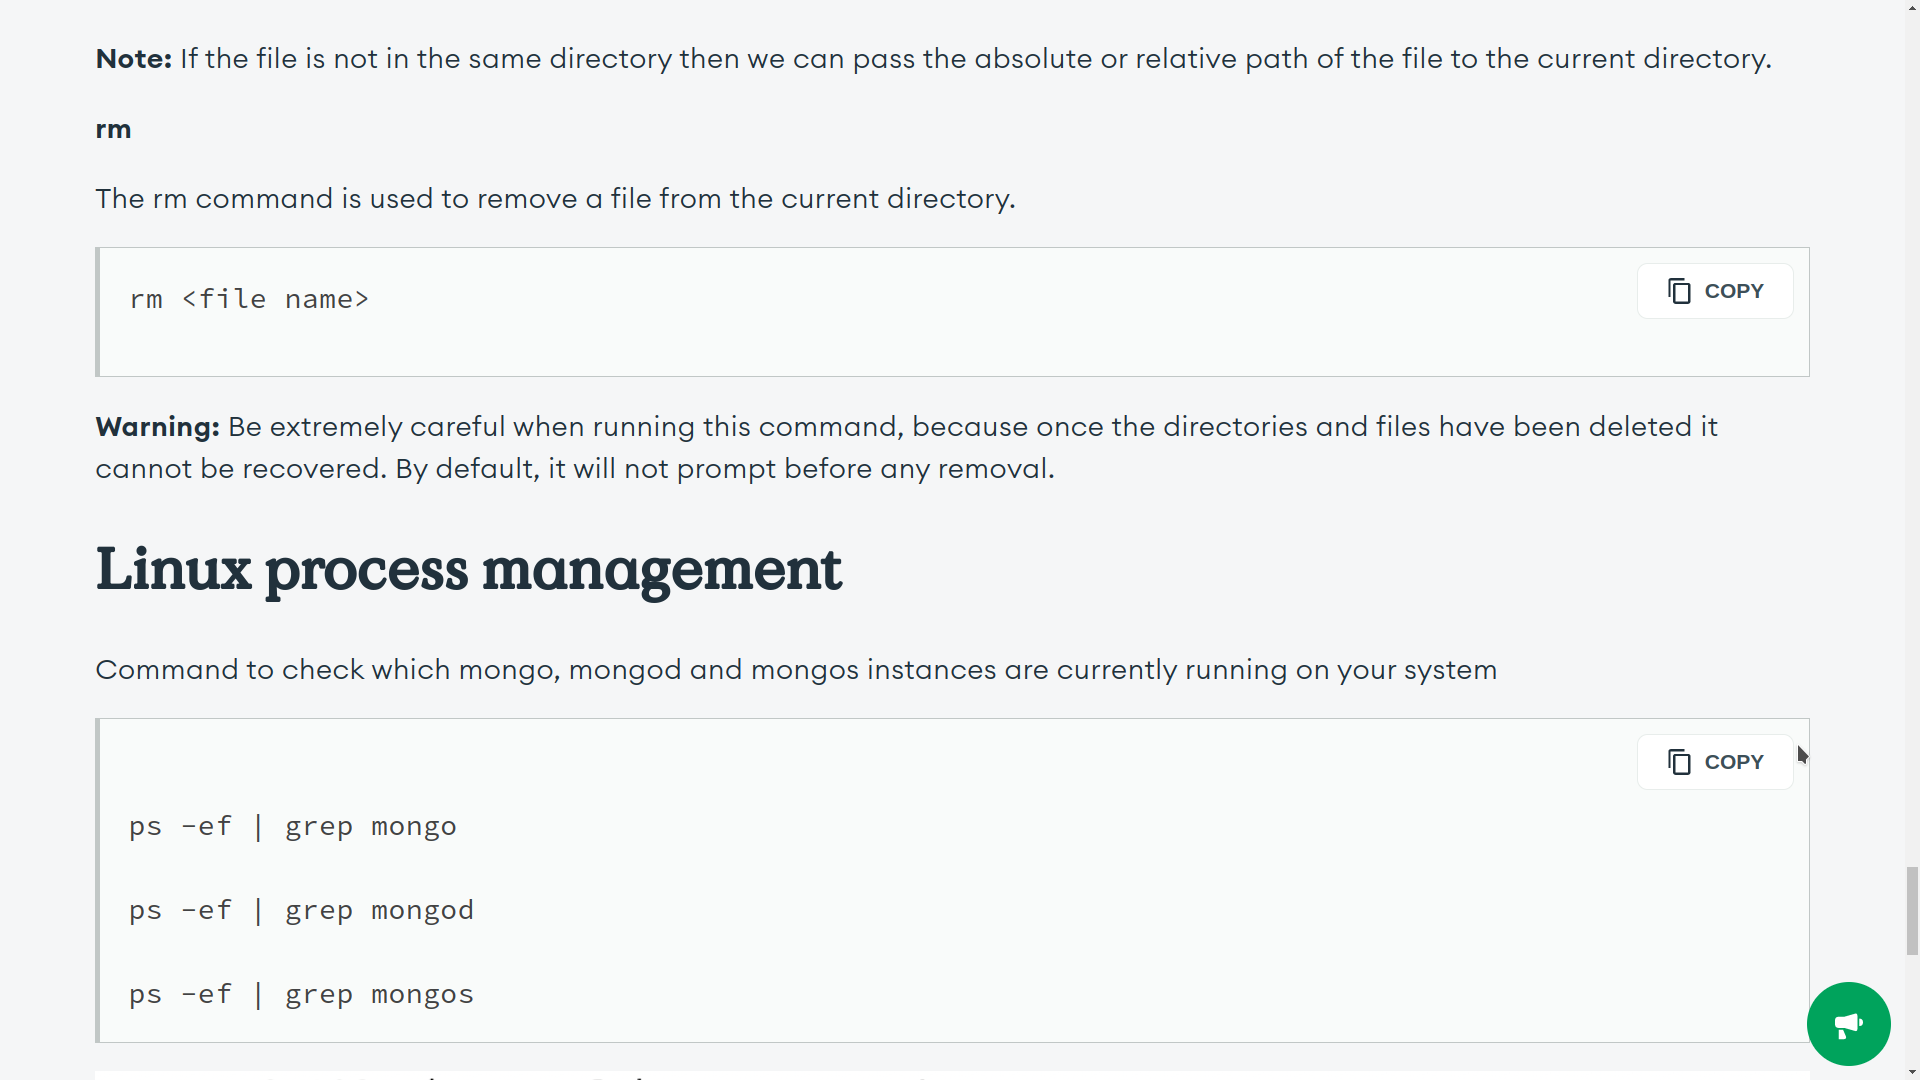 Note: If the file is not in the same directory then we can pass the absolute or relative path of the file to the current directory.
rm
The rm command is used to remove a file from the current directory.
rm <file name>
COPY
Warning: Be extremely careful when running this command, because once the directories and files have been deleted it
cannot be recovered. By default, it will not prompt before any removal.
Linux process management
Command to check which mongo, mongod and mongos instances are currently running on your system
COPY
ps -ef | grep mongo
ps -ef | grep mongod
ps -ef | grep mongos